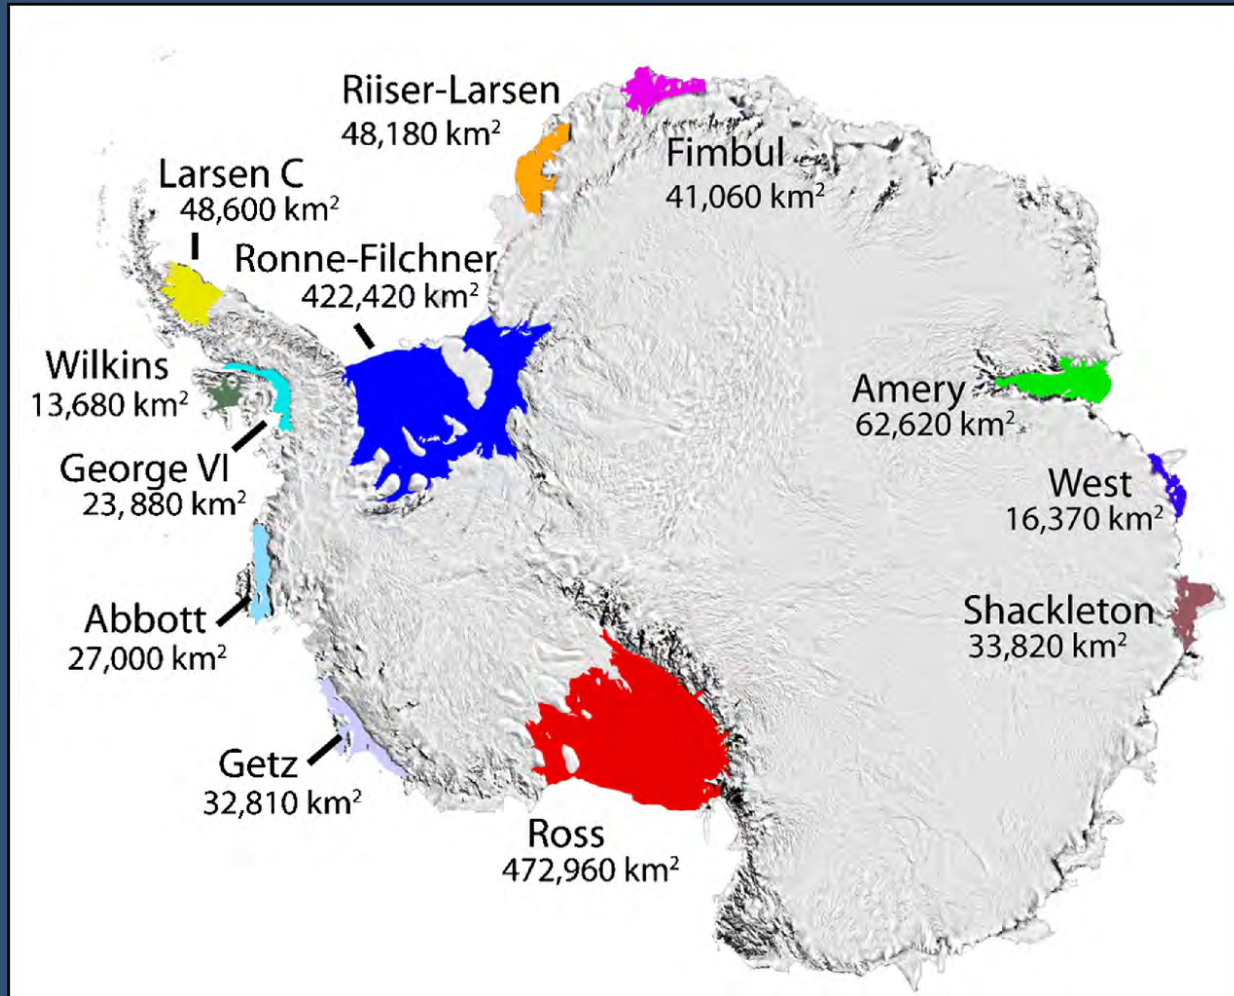 Riiser-Larsen
48,180 km²
Fimbul
41,060 km²
Larsen C
48,600 km²
Ronne-Filchner
422,420 km²
Wilkins
13,680 km²
Amery
62,620 km²
George VI
23,880 km²
West
16,370 km²
Abbott
27,000 km²
Shackleton
33,820 km²
Getz
32,810 km²
Ross
472,960 km²